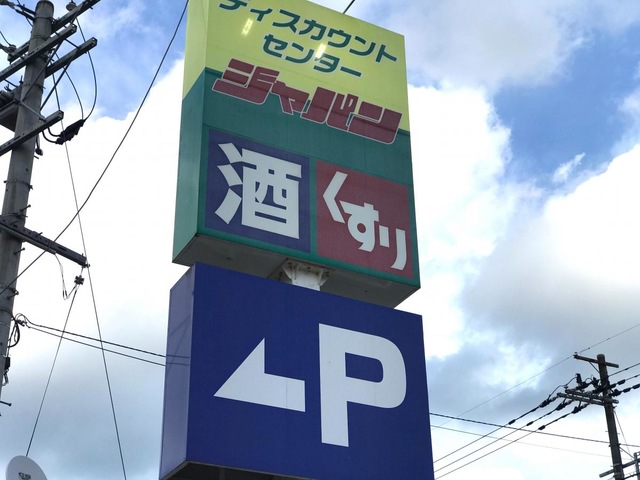 ディスカウント
センター
ジャパン
酒 くすり
P